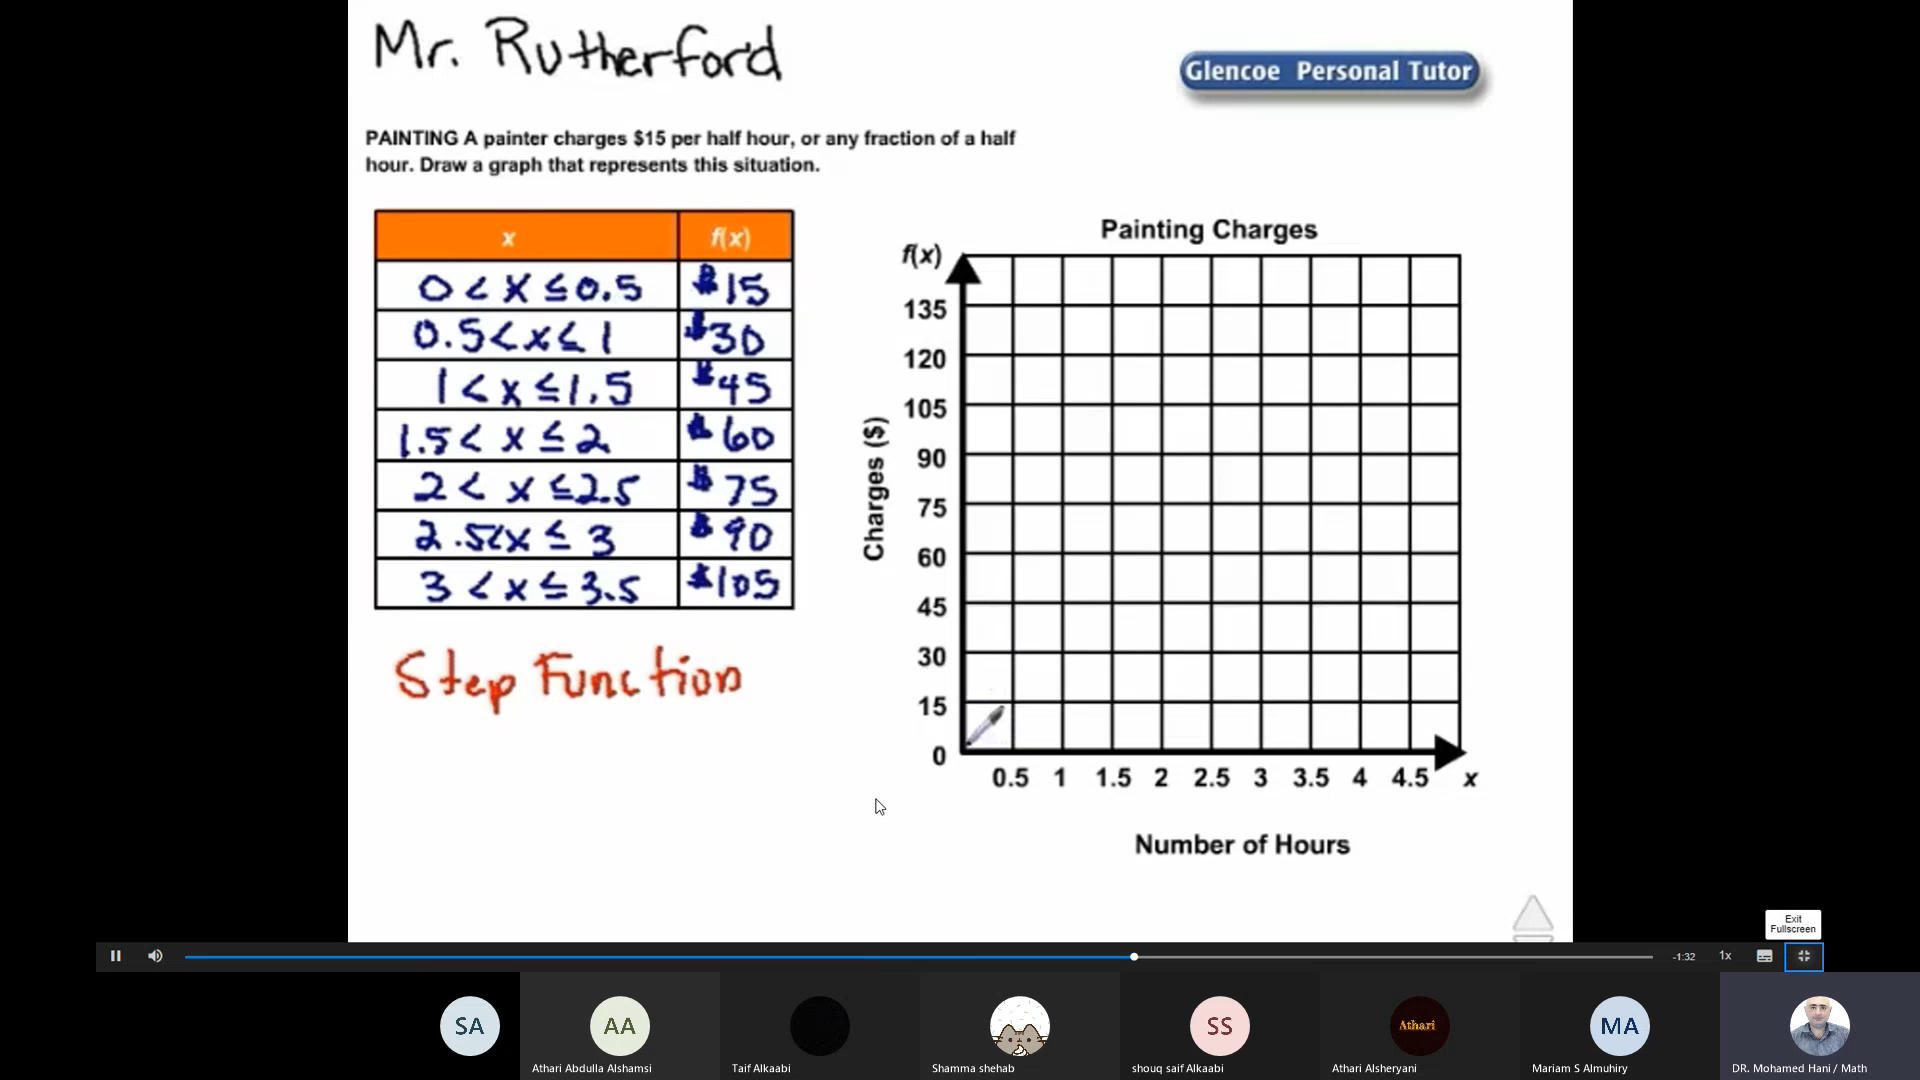 Mr. Rutherford
Glencoe Personal Tutor
PAINTING A painter charges $15 per half hour, or any fraction of a half
hour. Draw a graph that represents this situation.
x f(x)
0 < x ≤ 0.5 $15
0.5 < x ≤ 1 $30
1 < x ≤ 1.5 $45
1.5 < x ≤ 2 $60
2 < x ≤ 2.5 $75
2.5 < x ≤ 3 $90
3 < x ≤ 3.5 $105
Step Function
Painting Charges
f(x)
135
120
105
90
75
60
45
30
15
0
Charges ($)
0.5 1 1.5 2 2.5 3 3.5 4 4.5 x
Number of Hours
Exit
Fullscreen
-1:32 1x
SA AA SS Athari MA
Athari Abdulla Alshamsi Taif Alkaabi Shamma shehab shouq saif Alkaabi Athari Alsheryani Mariam S Almuhiry DR. Mohamed Hani / Math